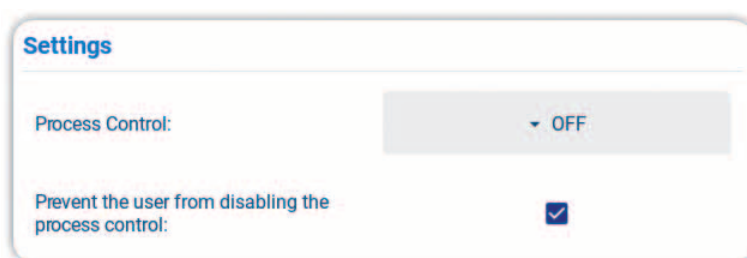 Settings
Process Control:
OFF
Prevent the user from disabling the
process control: